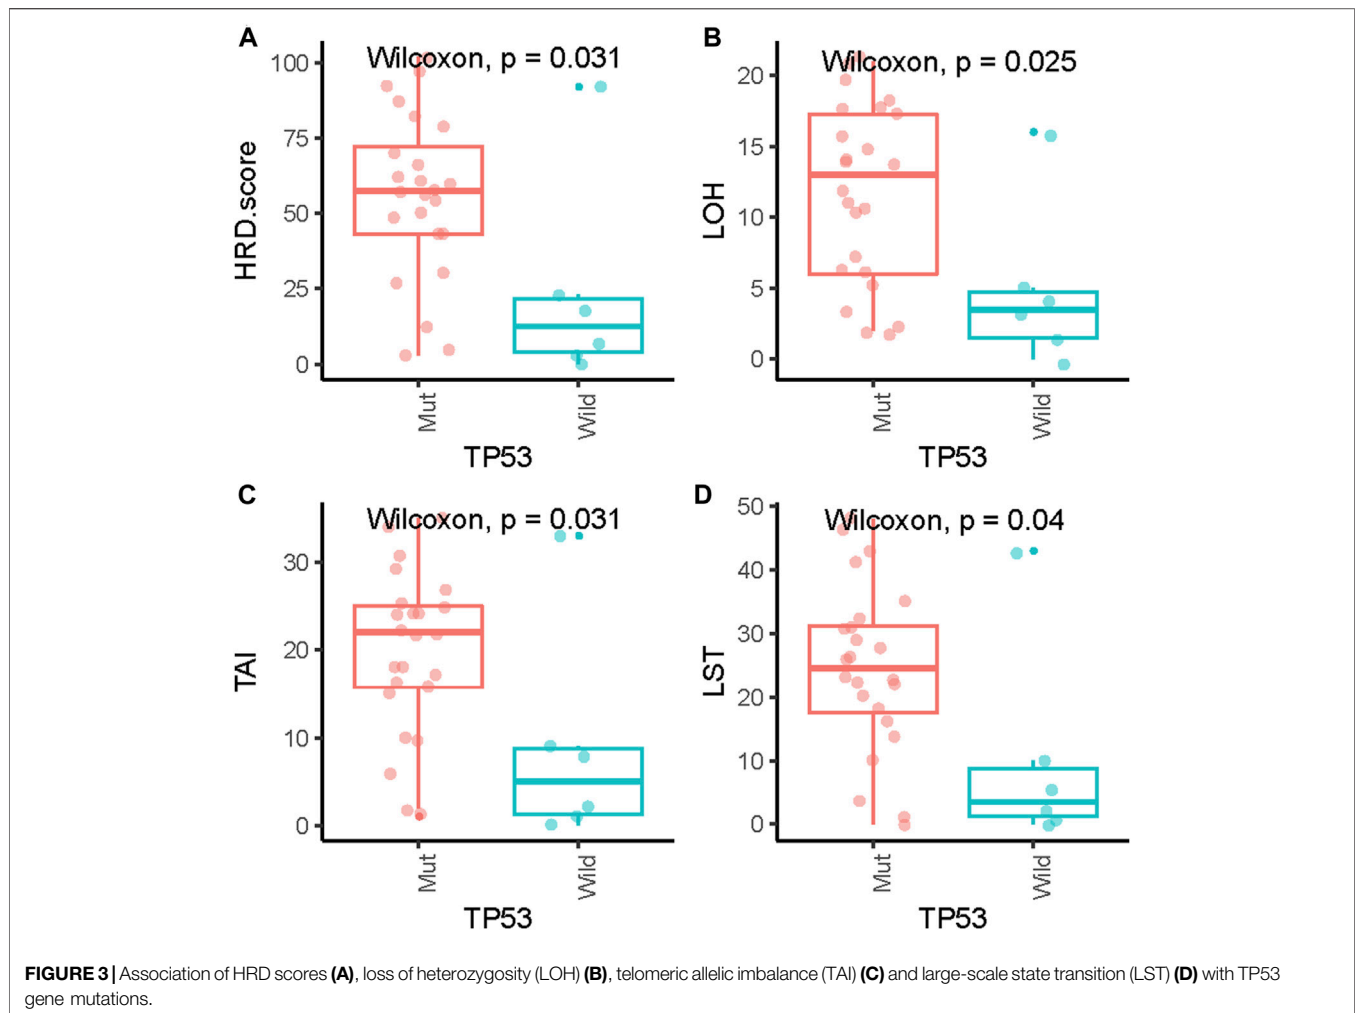 A
Wilcoxon, p = 0.031
HRD.score
100
75
50
25
0
Mut
Wild
TP53
B
Wilcoxon, p = 0.025
LOH
20
15
10
5
0
Mut
Wild
TP53
C
Wilcoxon, p = 0.031
TAI
30
20
10
0
Mut
Wild
TP53
D
Wilcoxon, p = 0.04
LST
50
40
30
20
10
0
Mut
Wild
TP53
FIGURE 3 | Association of HRD scores (A), loss of heterozygosity (LOH) (B), telomeric allelic imbalance (TAI) (C) and large-scale state transition (LST) (D) with TP53
gene mutations.